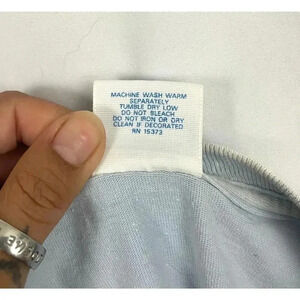 MACHINE WASH WARM
SEPARATELY
TUMBLE DRY LOW
DO NOT BLEACH
DO NOT IRON OR DRY
CLEAN IF DECORATED
RN 15373